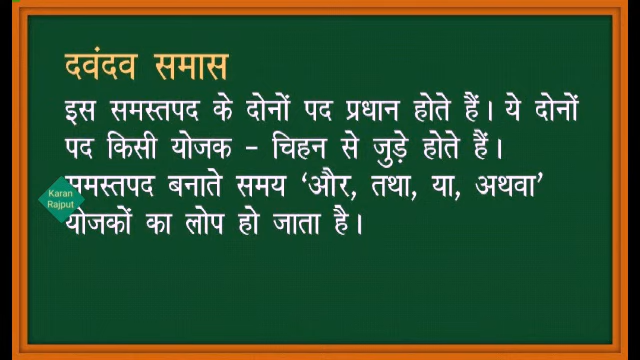 दवंदव समास
इस समस्तपद के दोनों पद प्रधान होते हैं। ये दोनों
पद किसी योजक - चिहन से जुड़े होते हैं।
समस्तपद बनाते समय ‘और, तथा, या, अथवा’
योजकों का लोप हो जाता है।
Karan
Rajput